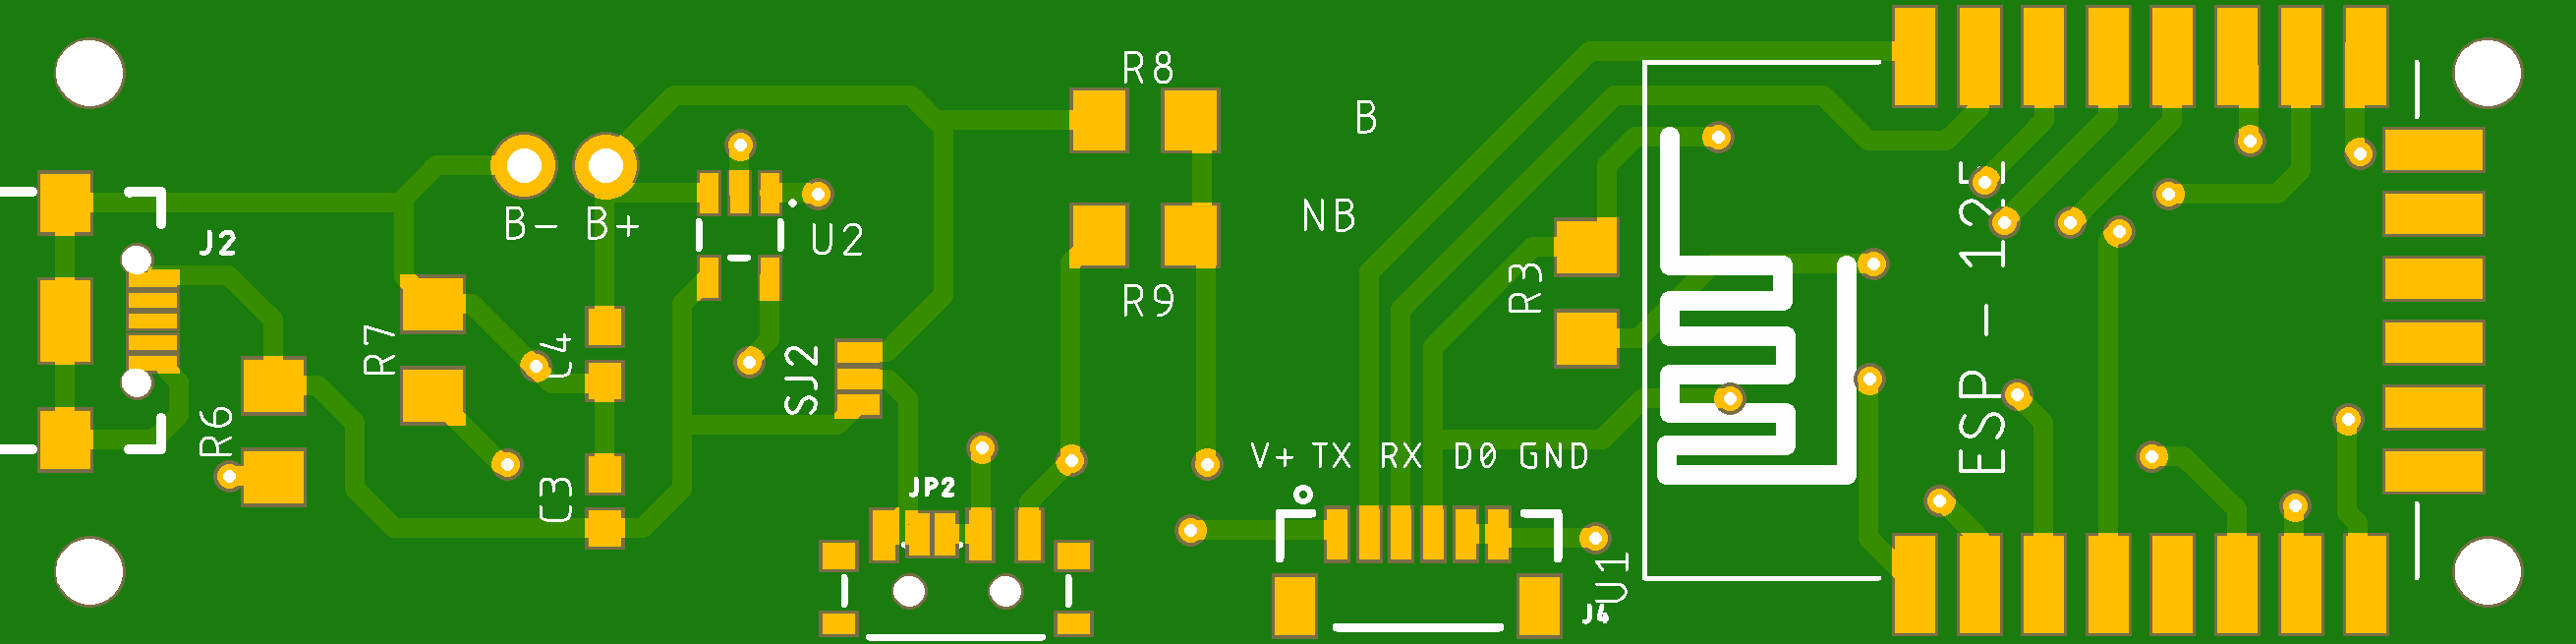 R8
B
B- B+
NB
J2
U2
R9
R3
ESP - 12S
R7
C4
SJ2
R6
V+ TX RX D0 GND
C3
JP2
U1
J4